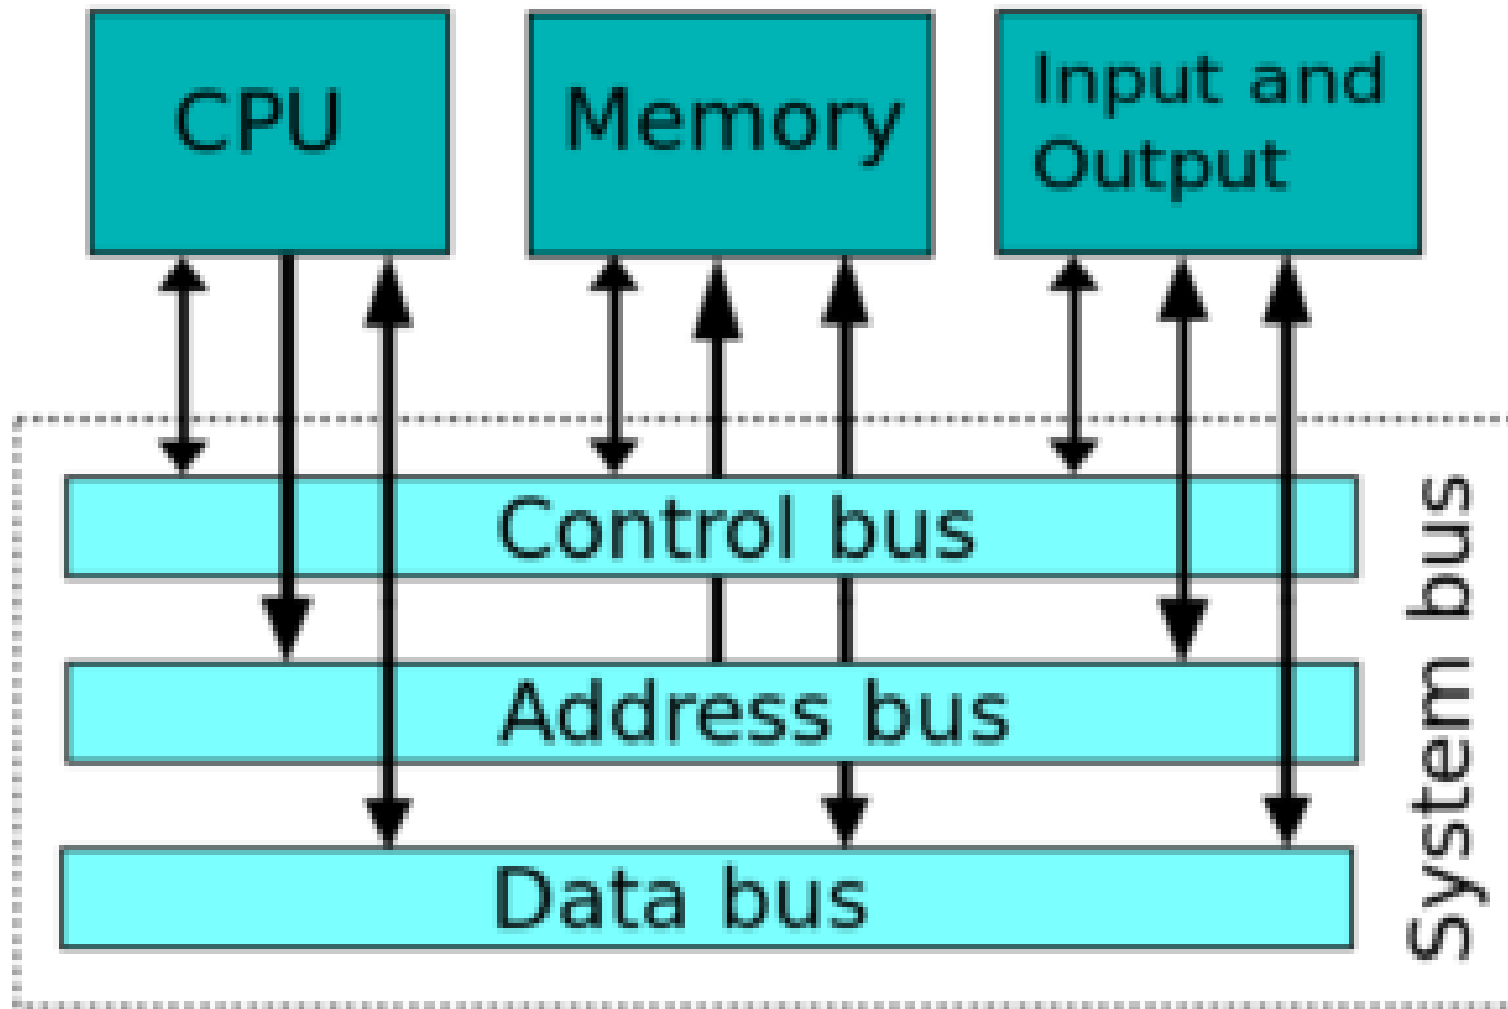 CPU
Memory
Input and
Output
Control bus
Address bus
Data bus
System bus